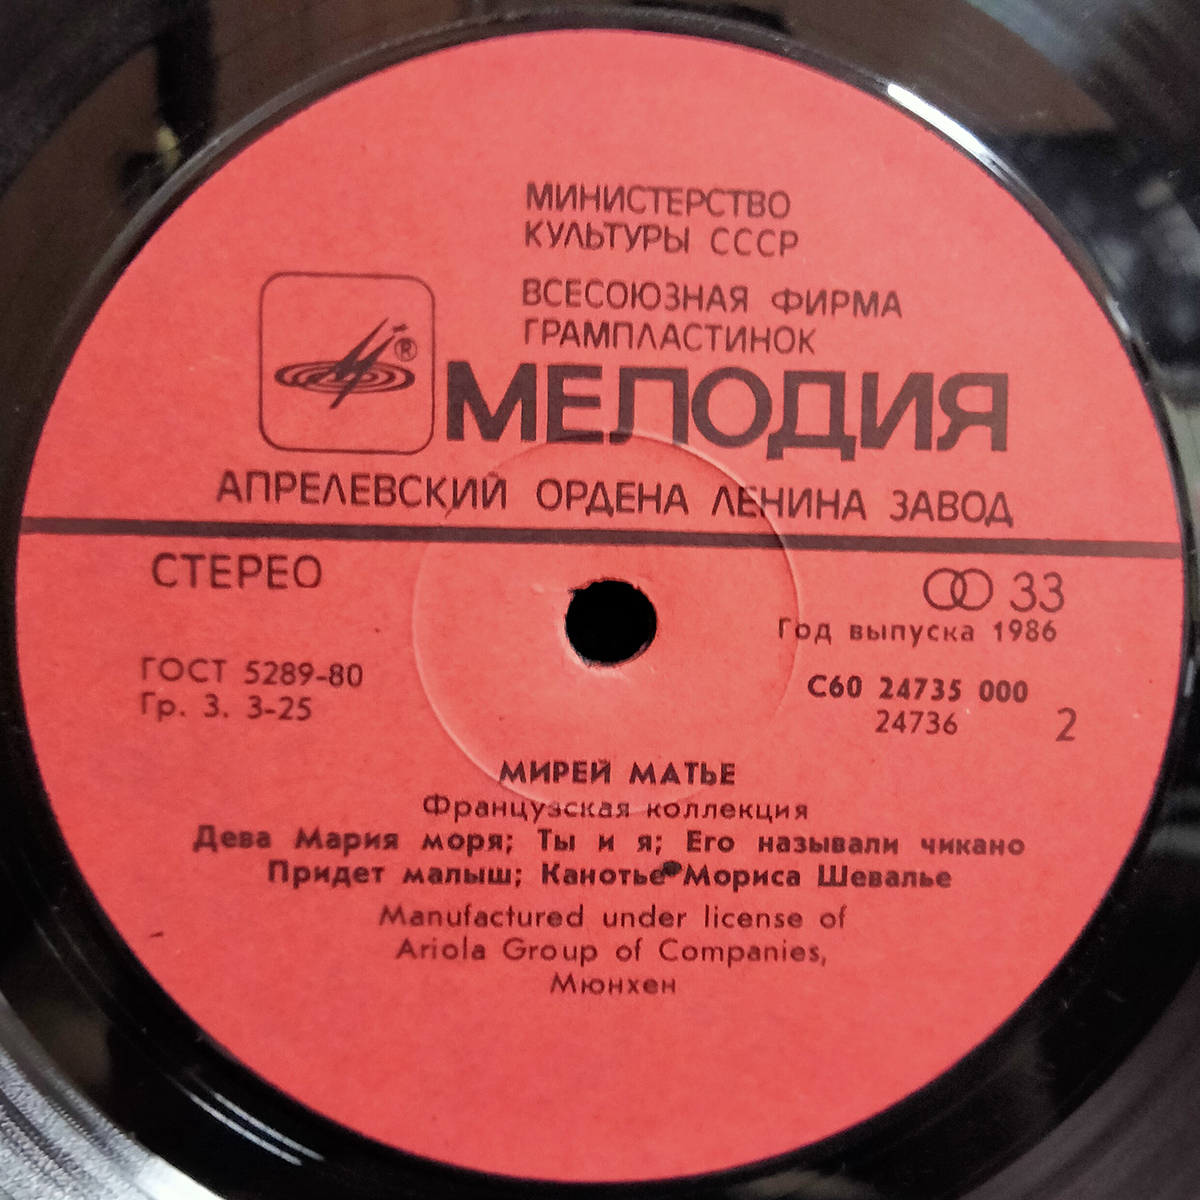 МИНИСТЕРСТВО
КУЛЬТУРЫ СССР
ВСЕСОЮЗНАЯ ФИРМА
ГРАМПЛАСТИНОК
®
МЕЛОДИЯ
АПРЕЛЕВСКИЙ ОРДЕНА ЛЕНИНА ЗАВОД
СТЕРЕО
33
Год выпуска 1986
ГОСТ 5289-80
Гр. 3. 3-25
С60 24735 000
24736
2
МИРЕЙ МАТЬЕ
Французская коллекция
Дева Мария моря; Ты и я; Его называли чикано
Придет малыш; Канотье Мориса Шевалье
Manufactured under license of
Ariola Group of Companies,
Мюнхен